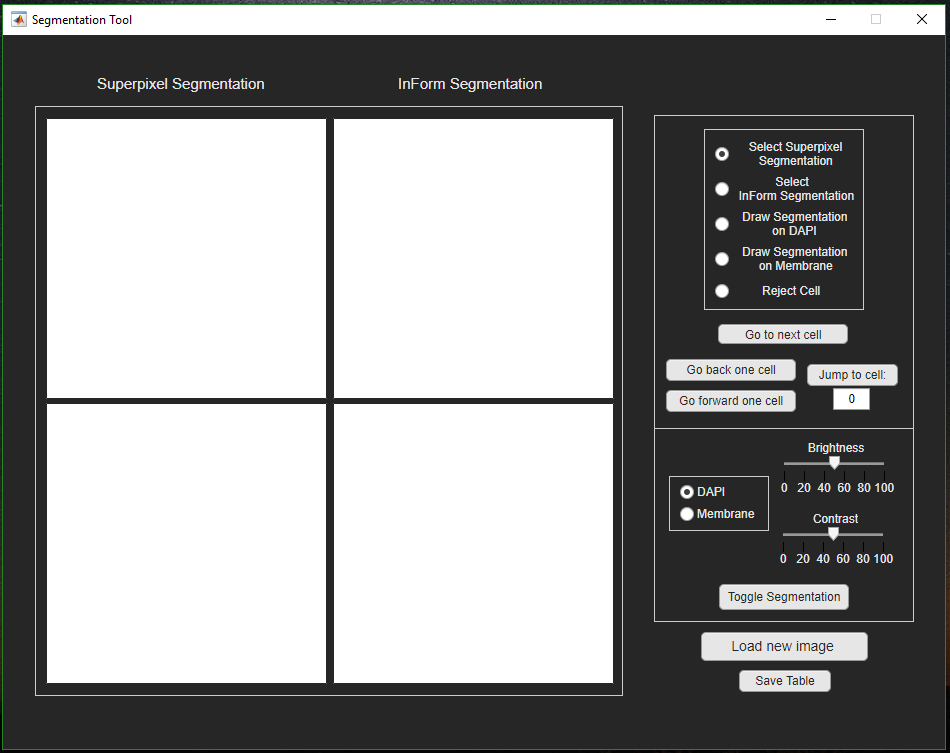 Segmentation Tool
Superpixel Segmentation
InForm Segmentation
Select Superpixel
Segmentation
Select
InForm Segmentation
Draw Segmentation
on DAPI
Draw Segmentation
on Membrane
Reject Cell
Go to next cell
Go back one cell
Jump to cell:
Go forward one cell
0
Brightness
0 20 40 60 80 100
DAPI
Membrane
Contrast
0 20 40 60 80 100
Toggle Segmentation
Load new image
Save Table